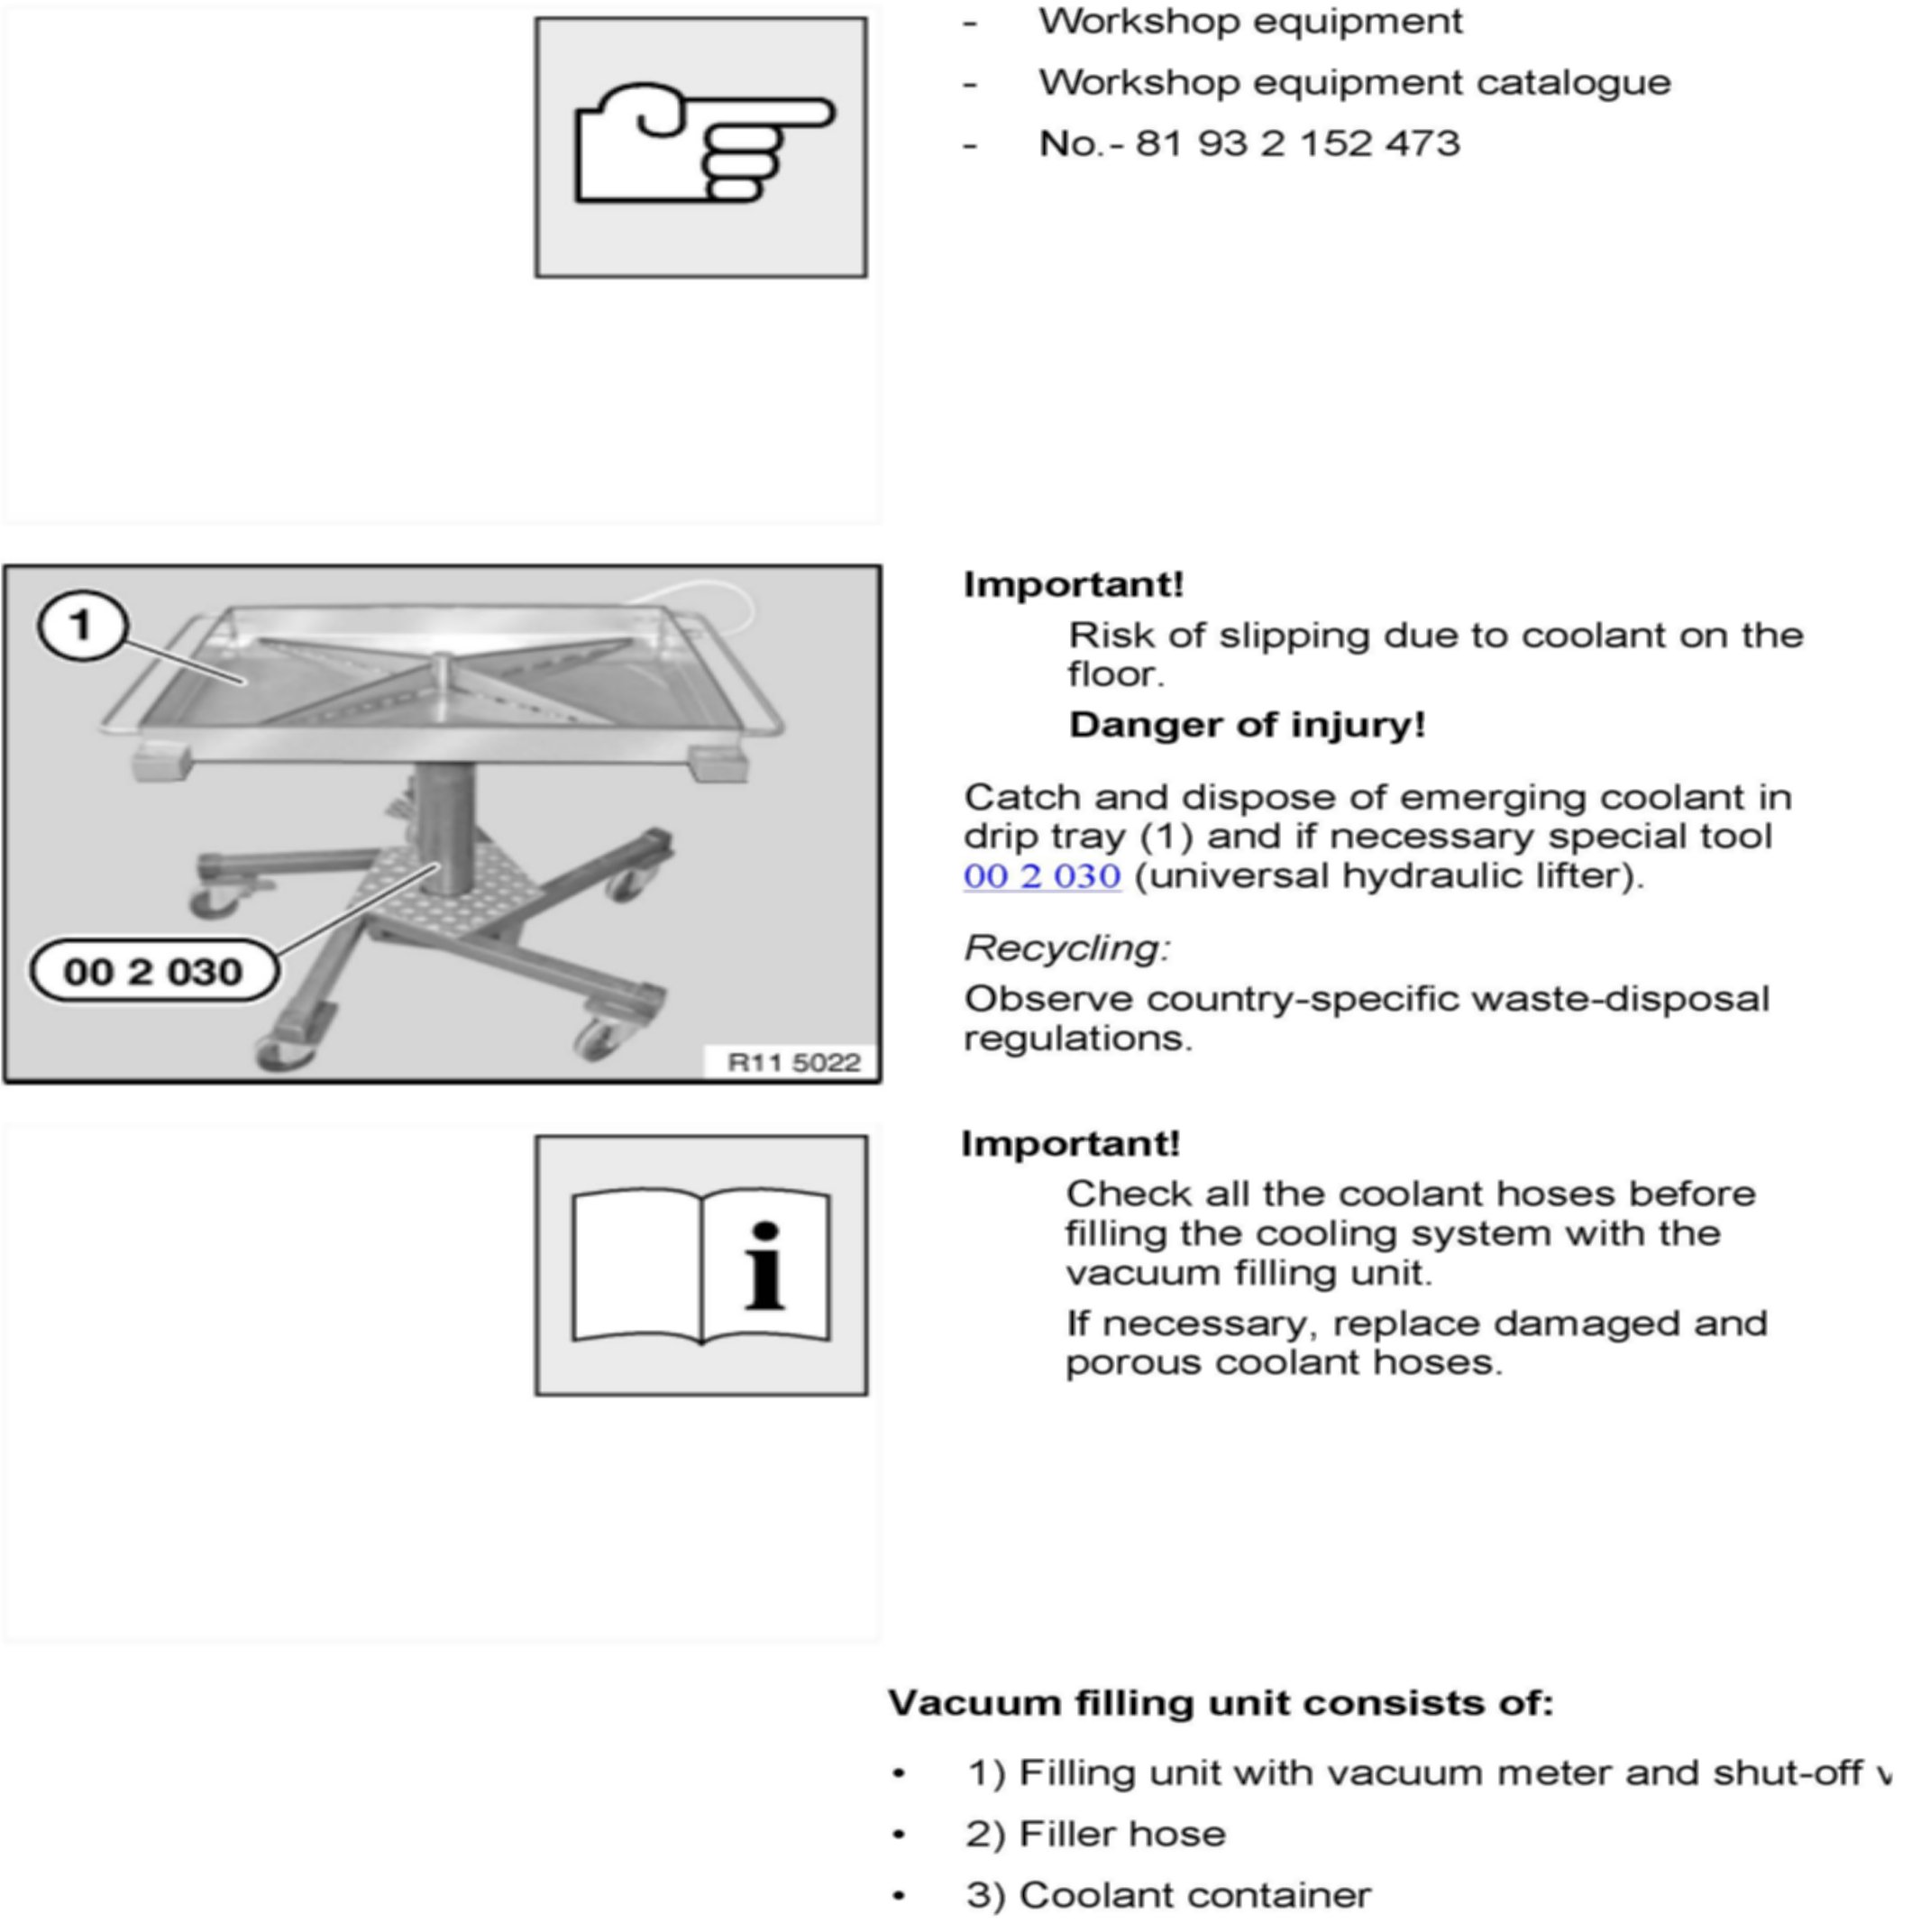 - Workshop equipment
- Workshop equipment catalogue
- No.- 81 93 2 152 473
1
00 2 030
R11 5022
Important!
Risk of slipping due to coolant on the
floor.
Danger of injury!
Catch and dispose of emerging coolant in
drip tray (1) and if necessary special tool
00 2 030 (universal hydraulic lifter).
Recycling:
Observe country-specific waste-disposal
regulations.
i
Important!
Check all the coolant hoses before
filling the cooling system with the
vacuum filling unit.
If necessary, replace damaged and
porous coolant hoses.
Vacuum filling unit consists of:
• 1) Filling unit with vacuum meter and shut-off
• 2) Filler hose
• 3) Coolant container